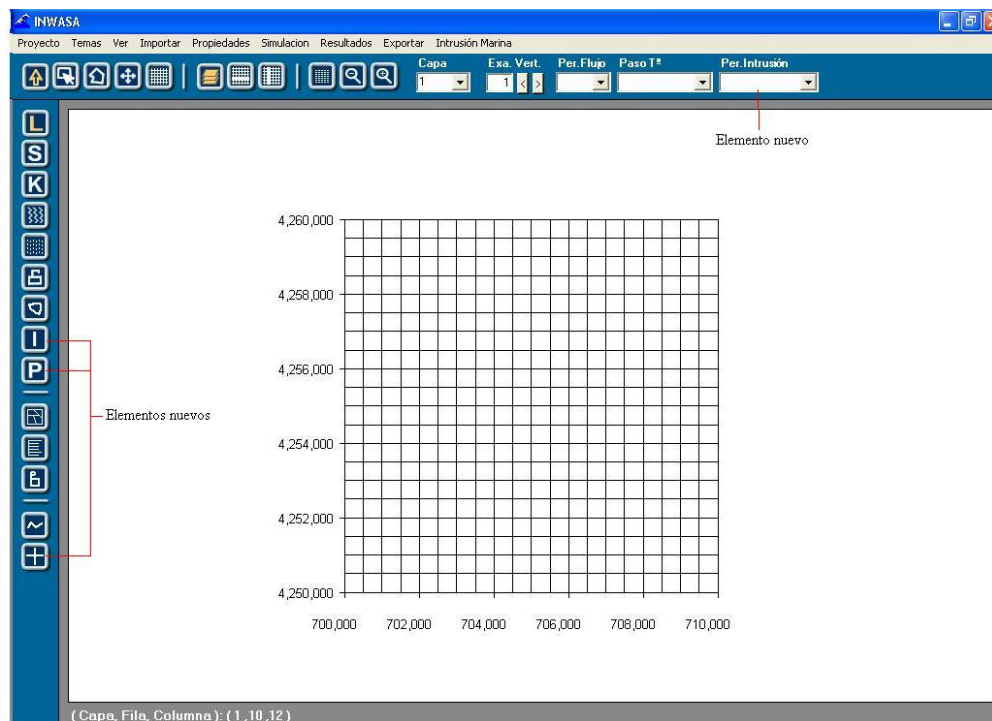 INWASA
Proyecto Temas Ver Importar Propiedades Simulacion Resultados Exportar Intrusión Marina
Capa Exa. Vert. Per.Flujo Paso Tº Per.Intrusión
1 1 < >
Elemento nuevo
L
S
K
I
P
Elementos nuevos
4,260,000
4,258,000
4,256,000
4,254,000
4,252,000
4,250,000
700,000 702,000 704,000 706,000 708,000 710,000
( Capa, Fila, Columna ): ( 1 ,10 ,12 )